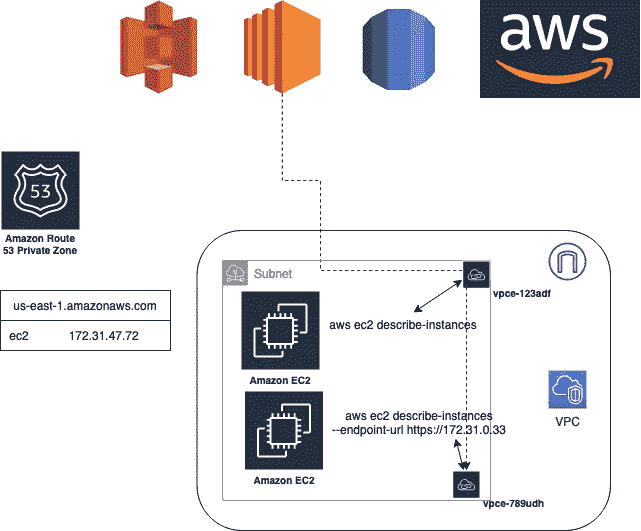 aws
53
Amazon Route
53 Private Zone
us-east-1.amazonaws.com
ec2 172.31.47.72
Subnet
vpce-123adf
aws ec2 describe-instances
Amazon EC2
aws ec2 describe-instances
--endpoint-url https://172.31.0.33
VPC
Amazon EC2
vpce-789udh